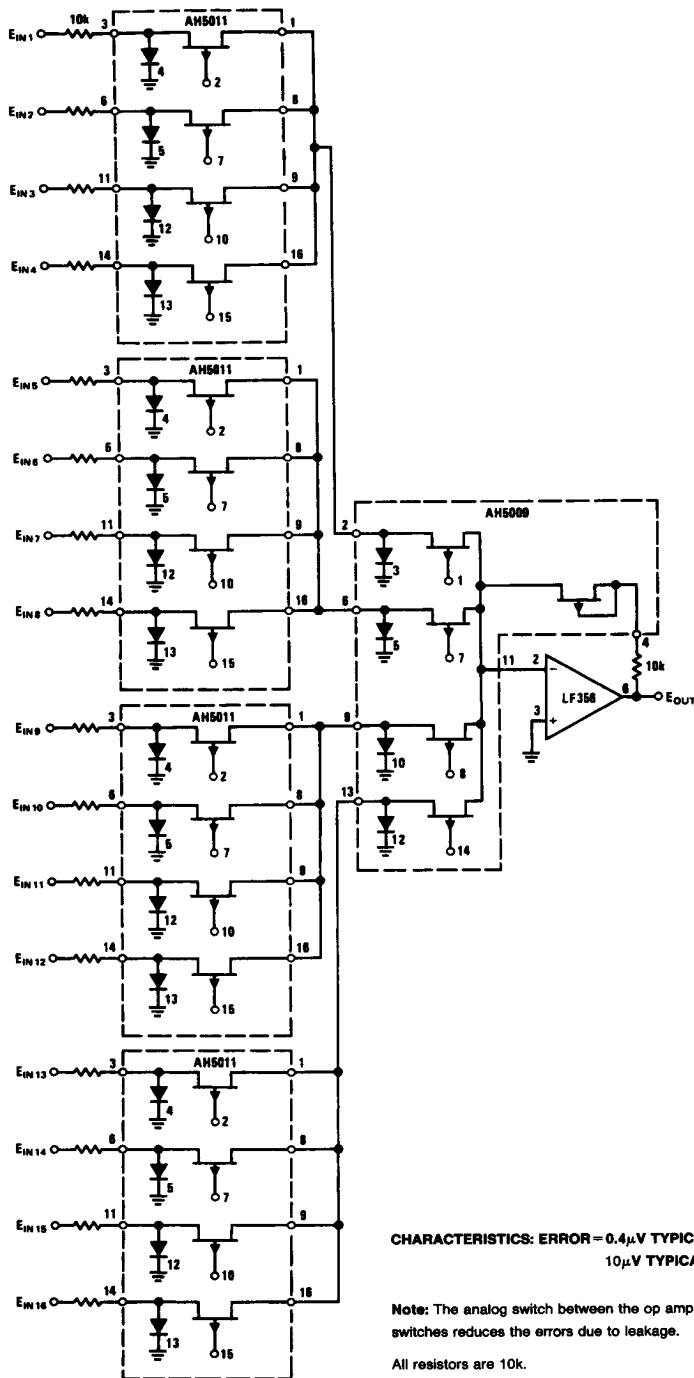 10k
AH5011
EIN1
3
1
4
2
EIN2
6
8
5
7
EIN3
11
9
12
10
EIN4
14
16
13
15
AH5011
EIN5
3
1
4
2
EIN6
6
8
5
7
EIN7
11
9
12
10
EIN8
14
16
13
15
AH5009
2
3
1
6
5
7
4
10k
11
2
LF356
6
EOUT
3
9
10
8
13
12
14
AH5011
EIN9
3
1
4
2
EIN10
6
8
5
7
EIN11
11
9
12
10
EIN12
14
16
13
15
AH5011
EIN13
3
1
4
2
EIN14
6
8
5
7
EIN15
11
9
12
10
EIN16
14
16
13
15
CHARACTERISTICS: ERROR = 0.4μV TYPIC
10μV TYPICA
Note: The analog switch between the op amp
switches reduces the errors due to leakage.
All resistors are 10k.